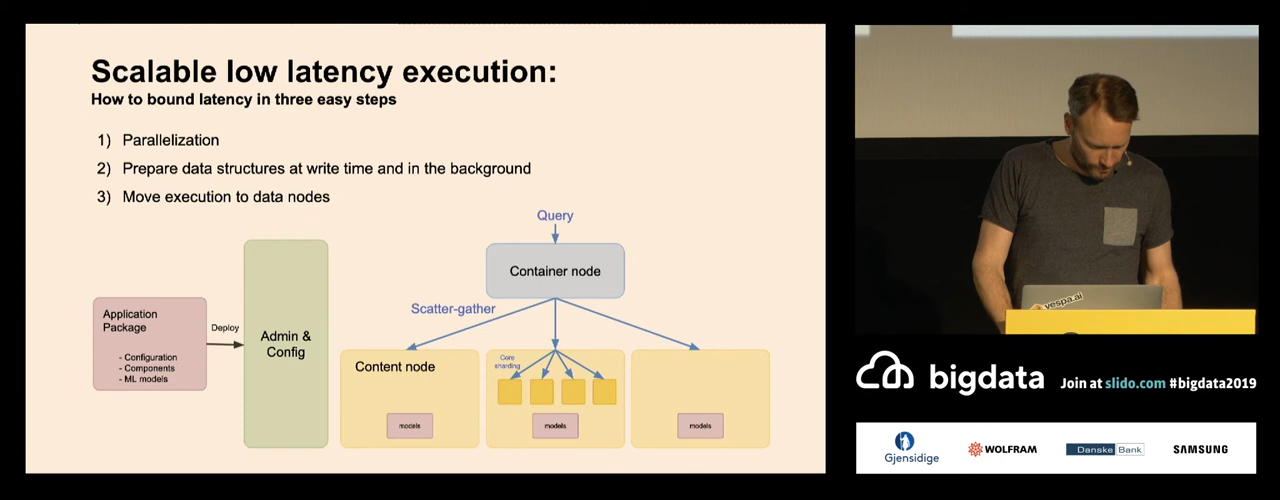 Scalable low latency execution:
How to bound latency in three easy steps
1) Parallelization
2) Prepare data structures at write time and in the background
3) Move execution to data nodes
Query
Container node
Scatter-gather
Application
Package
- Configuration
- Components
- ML models
Deploy
Admin &
Config
Content node
Core
sharding
models
models
models
vespa.ai
bigdata
Join at slido.com #bigdata2019
Gjensidige
WOLFRAM
Danske Bank
SAMSUNG